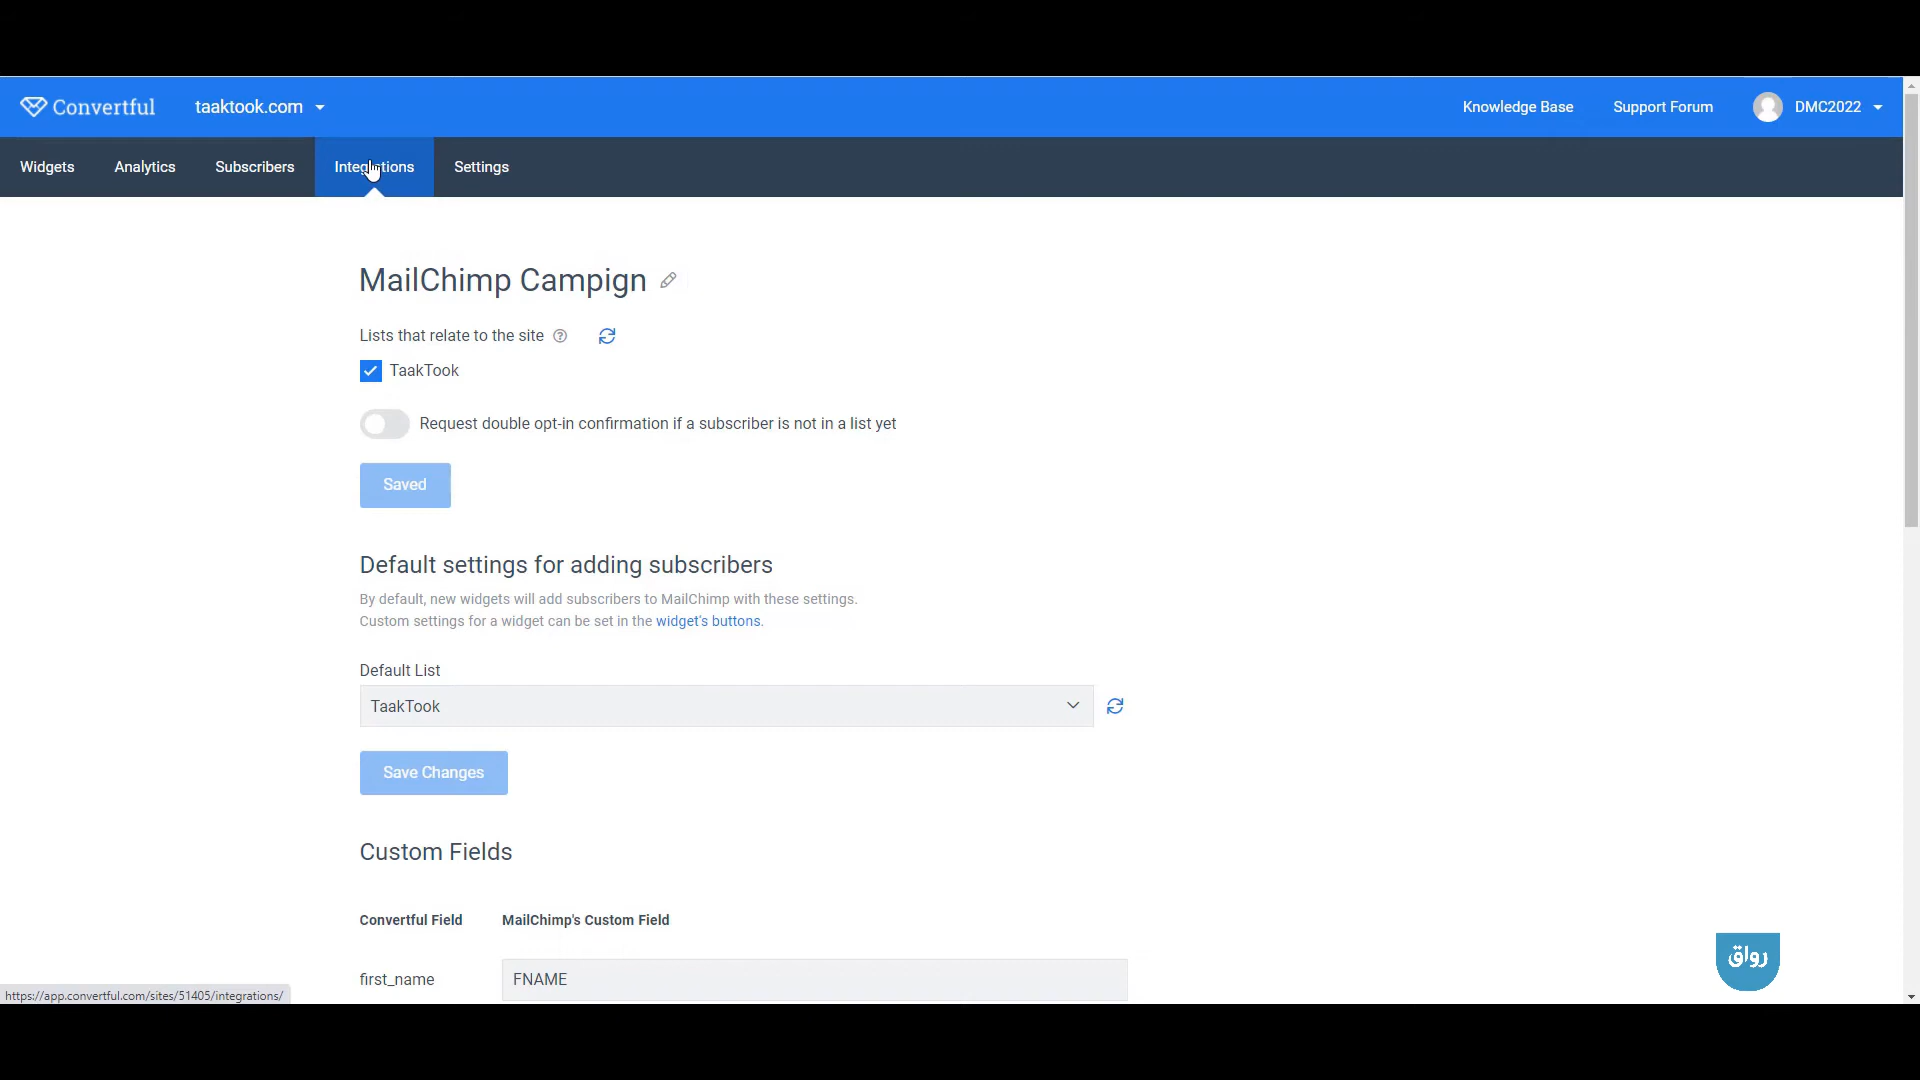 Convertful
taaktook.com
Knowledge Base
Support Forum
DMC2022
Widgets
Analytics
Subscribers
Integrations
Settings
MailChimp Campign
Lists that relate to the site
TaakTook
Request double opt-in confirmation if a subscriber is not in a list yet
Saved
Default settings for adding subscribers
By default, new widgets will add subscribers to MailChimp with these settings.
Custom settings for a widget can be set in the widget's buttons.
Default List
TaakTook
Save Changes
Custom Fields
Convertful Field
MailChimp's Custom Field
first_name
FNAME
رواق
https://app.convertful.com/sites/51405/integrations/